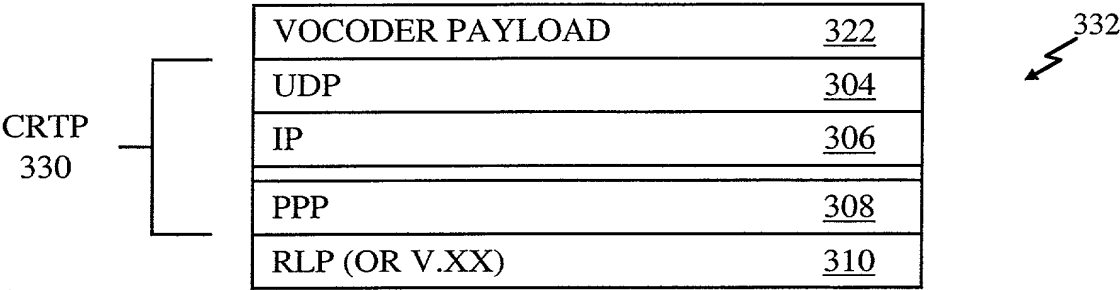 VOCODER PAYLOAD 322
332
UDP 304
CRTP
330
IP 306
PPP 308
RLP (OR V.XX) 310